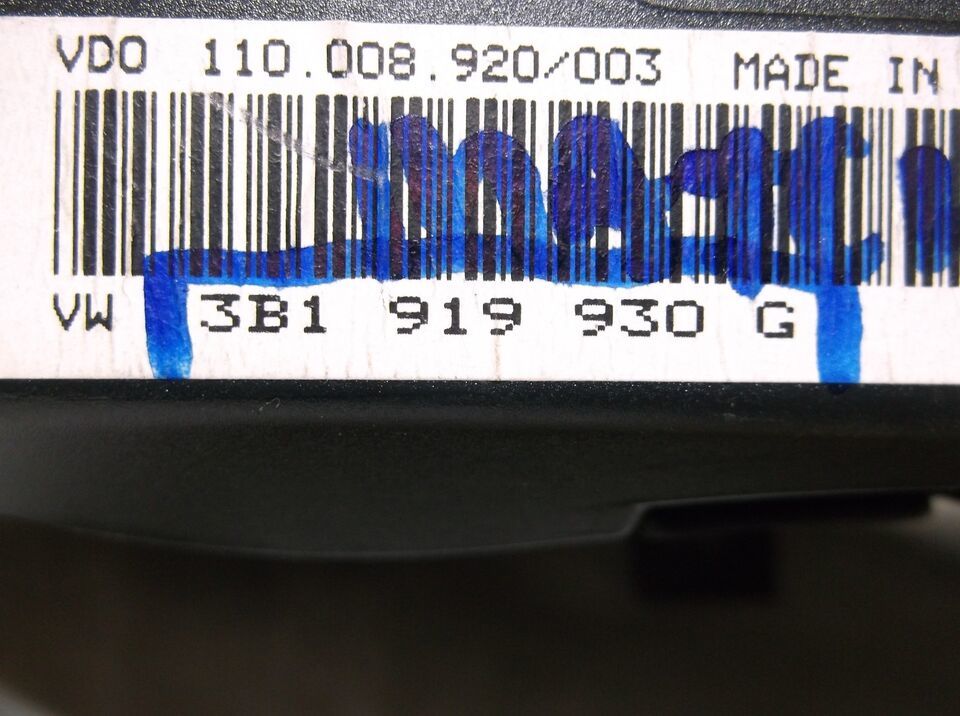 VDO 110.008.920/003 MADE IN
VW 3B1 919 930 G